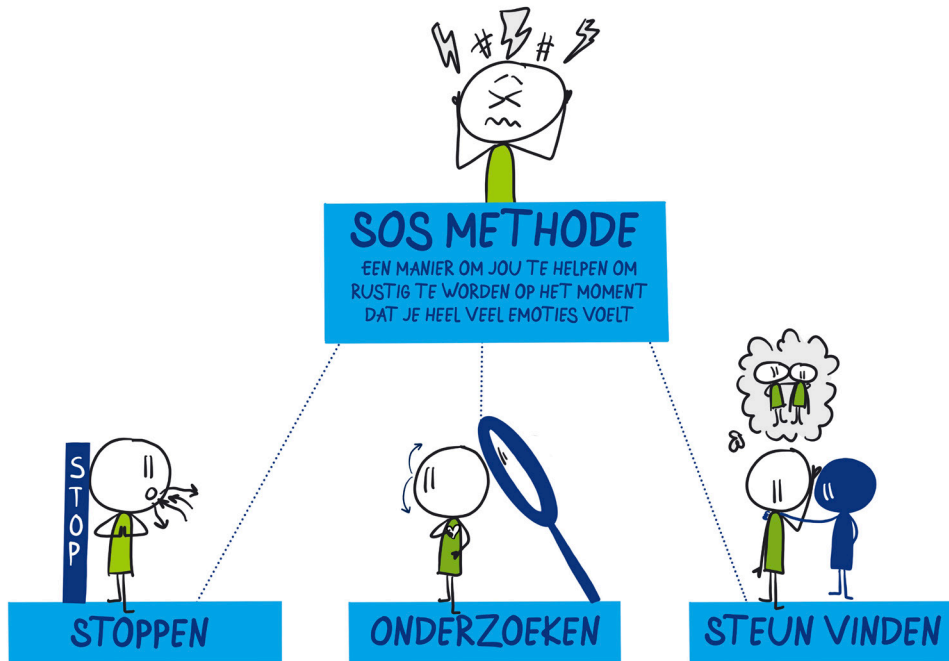 SOS METHODE
EEN MANIER OM JOU TE HELPEN OM
RUSTIG TE WORDEN OP HET MOMENT
DAT JE HEEL VEEL EMOTIES VOELT
STOP
STOPPEN
ONDERZOEKEN
STEUN VINDEN